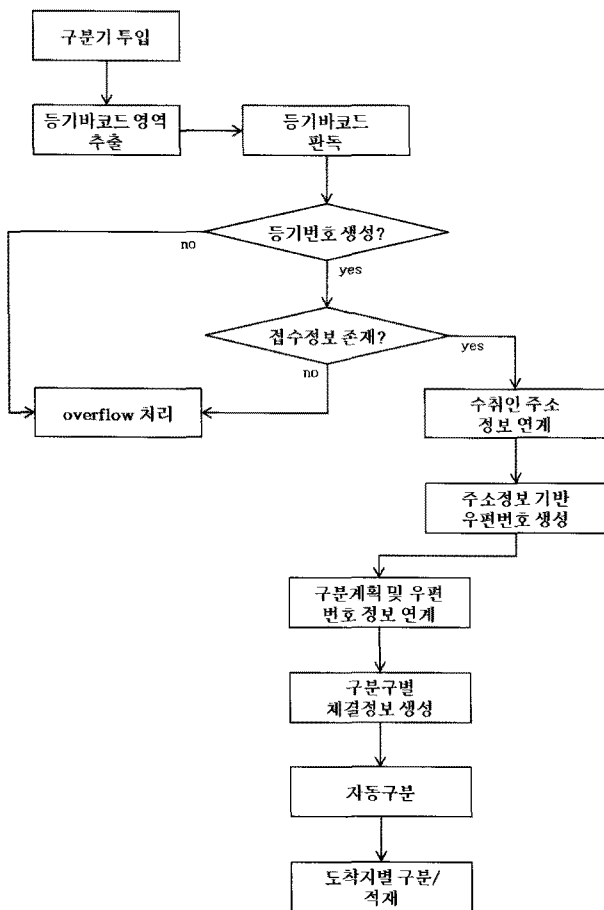 구분기 투입
등기바코드 영역
추출
등기바코드
판독
등기번호 생성?
no
yes
접수정보 존재?
yes
no
overflow 처리
수취인 주소
정보 연계
주소정보 기반
우편번호 생성
구분계획 및 우편
번호 정보 연계
구분구별
체결정보 생성
자동구분
도착지별 구분/
적재